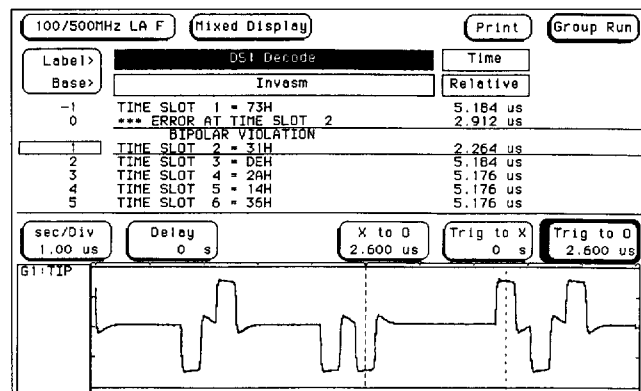 100/500MHz LA F Mixed Display Print Group Run
Label> DS1 Decode Time
Base> Invasm Relative
-1 TIME SLOT 1 = 73H 5.184 us
0 *** ERROR AT TIME SLOT 2 2.912 us
BIPOLAR VIOLATION
1 TIME SLOT 2 = 31H 2.264 us
2 TIME SLOT 3 = DEH 5.184 us
3 TIME SLOT 4 = 2AH 5.176 us
4 TIME SLOT 5 = 14H 5.176 us
5 TIME SLOT 6 = 36H 5.176 us
sec/Div Delay X to O Trig to X Trig to O
1.00 us 0 s 2.600 us 0 s 2.600 us
G1:TIP